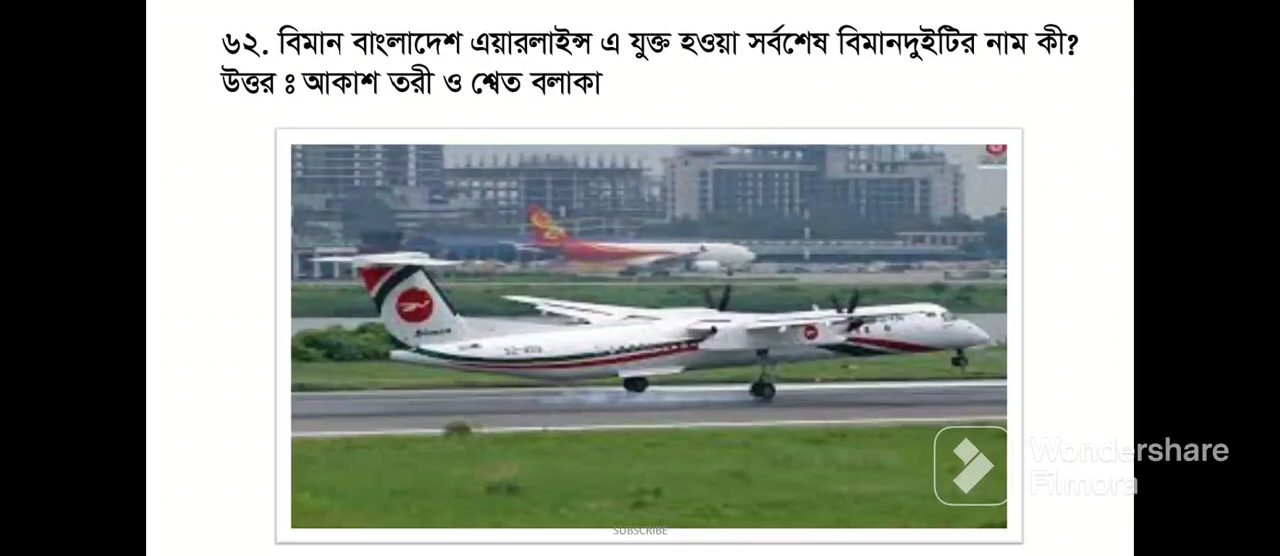 ৬২. বিমান বাংলাদেশ এয়ারলাইন্স এ যুক্ত হওয়া সর্বশেষ বিমানদুইটির নাম কী?
উত্তর ঃ আকাশ তরী ও শ্বেত বলাকা
Wondershare
Filmora
SUBSCRIBE